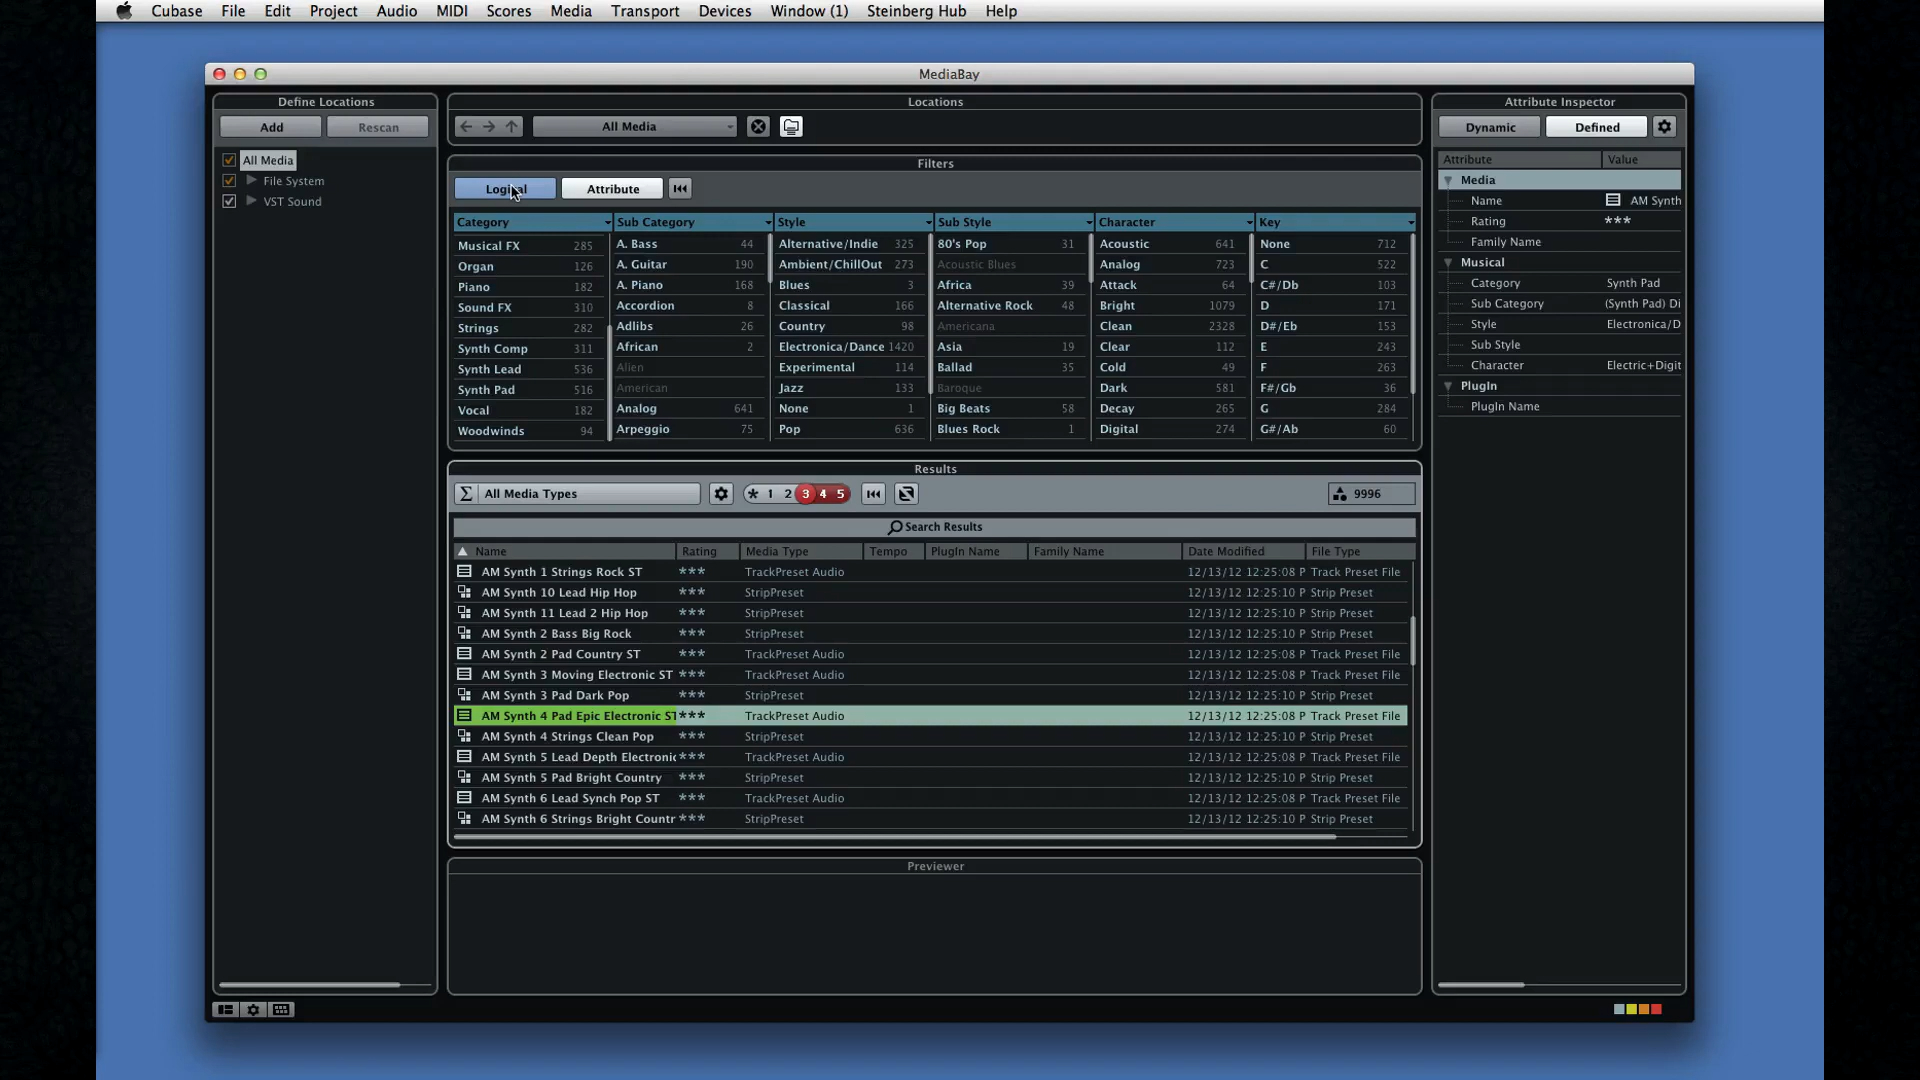 Cubase File Edit Project Audio MIDI Scores Media Transport Devices Window (1) Steinberg Hub Help
MediaBay
Define Locations
Add Rescan
All Media
File System
VST Sound
Locations
All Media
Filters
Logical Attribute
Category Sub Category Style Sub Style Character Key
Musical FX 285 A. Bass 44 Alternative/Indie 325 80's Pop 31 Acoustic 641 None 712
Organ 126 A. Guitar 190 Ambient/ChillOut 273 Acoustic Blues Analog 723 C 522
Piano 182 A. Piano 168 Blues 3 Africa 39 Attack 64 C#/Db 103
Sound FX 310 Accordion 8 Classical 166 Alternative Rock 48 Bright 1079 D 171
Strings 282 Adlibs 26 Country 98 Americana Clean 2328 D#/Eb 153
Synth Comp 311 African 2 Electronica/Dance 1420 Asia 19 Clear 112 E 243
Synth Lead 536 Alien Experimental 114 Ballad 35 Cold 49 F 263
Synth Pad 516 American Jazz 133 Baroque Dark 581 F#/Gb 36
Vocal 182 Analog 641 None 1 Big Beats 58 Decay 265 G 284
Woodwinds 94 Arpeggio 75 Pop 636 Blues Rock 1 Digital 274 G#/Ab 60
Results
All Media Types * 1 2 3 4 5 9996
Search Results
Name Rating Media Type Tempo PlugIn Name Family Name Date Modified File Type
AM Synth 1 Strings Rock ST *** TrackPreset Audio 12/13/12 12:25:08 P Track Preset File
AM Synth 10 Lead Hip Hop *** StripPreset 12/13/12 12:25:10 P Strip Preset
AM Synth 11 Lead 2 Hip Hop *** StripPreset 12/13/12 12:25:10 P Strip Preset
AM Synth 2 Bass Big Rock *** StripPreset 12/13/12 12:25:10 P Strip Preset
AM Synth 2 Pad Country ST *** TrackPreset Audio 12/13/12 12:25:08 P Track Preset File
AM Synth 3 Moving Electronic ST *** TrackPreset Audio 12/13/12 12:25:08 P Track Preset File
AM Synth 3 Pad Dark Pop *** StripPreset 12/13/12 12:25:10 P Strip Preset
AM Synth 4 Pad Epic Electronic ST *** TrackPreset Audio 12/13/12 12:25:08 P Track Preset File
AM Synth 4 Strings Clean Pop *** StripPreset 12/13/12 12:25:10 P Strip Preset
AM Synth 5 Lead Depth Electronic *** TrackPreset Audio 12/13/12 12:25:08 P Track Preset File
AM Synth 5 Pad Bright Country *** StripPreset 12/13/12 12:25:10 P Strip Preset
AM Synth 6 Lead Synch Pop ST *** TrackPreset Audio 12/13/12 12:25:08 P Track Preset File
AM Synth 6 Strings Bright Countr *** StripPreset 12/13/12 12:25:10 P Strip Preset
Previewer
Attribute Inspector
Dynamic Defined
Attribute Value
Media
Name AM Synth
Rating ***
Family Name
Musical
Category Synth Pad
Sub Category (Synth Pad) Di
Style Electronica/D
Sub Style
Character Electric+Digit
PlugIn
PlugIn Name